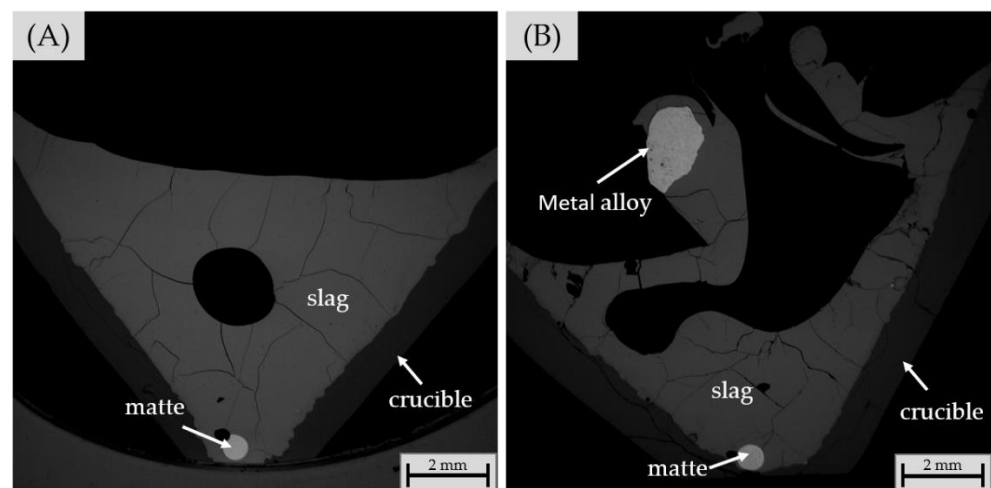 (A)
slag
matte
crucible
2 mm
(B)
Metal alloy
slag
crucible
matte
2 mm